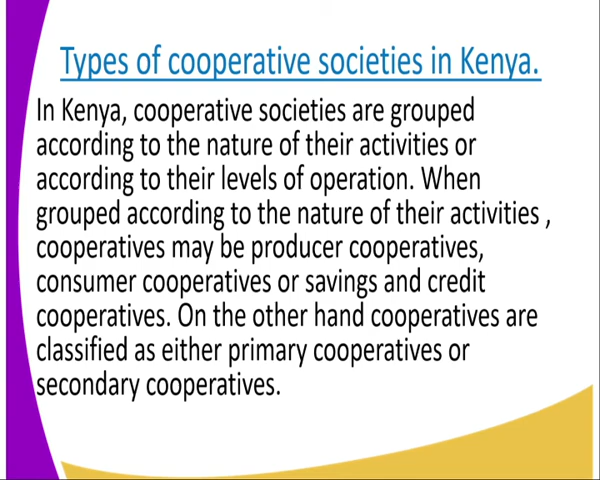 Types of cooperative societies in Kenya.
In Kenya, cooperative societies are grouped
according to the nature of their activities or
according to their levels of operation. When
grouped according to the nature of their activities ,
cooperatives may be producer cooperatives,
consumer cooperatives or savings and credit
cooperatives. On the other hand cooperatives are
classified as either primary cooperatives or
secondary cooperatives.